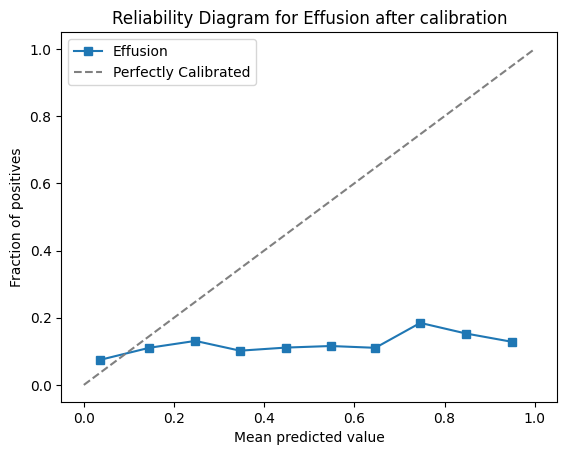 Reliability Diagram for Effusion after calibration
Effusion
Perfectly Calibrated
Fraction of positives
1.0
0.8
0.6
0.4
0.2
0.0
0.0 0.2 0.4 0.6 0.8 1.0
Mean predicted value